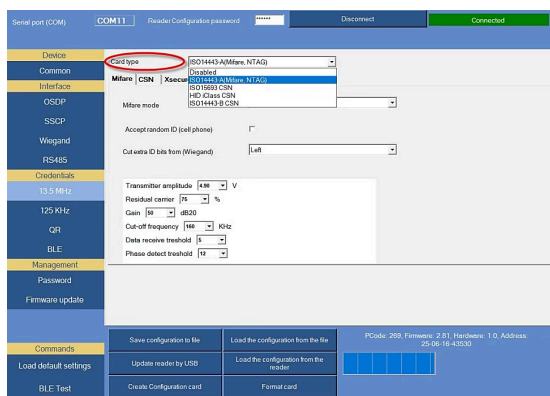 Serial port (COM) COM11 Reader Configuration password ****** Disconnect Connected
Device
Common
Interface
OSDP
SSCP
Wiegand
RS485
Credentials
13.5 MHz
125 KHz
QR
BLE
Management
Password
Firmware update
Commands
Load default settings
BLE Test
Card type ISO14443-A(Mifare, NTAG)
Disabled
ISO14443-A(Mifare, NTAG)
ISO15693 CSN
HID iClass CSN
ISO14443-B CSN
Mifare CSN Xsecur
Mifare mode
Accept random ID (cell phone)
Cut extra ID bits from (Wiegand) Left
Transmitter amplitude 4.90 V
Residual carrier 75 %
Gain 50 dB20
Cut-off frequency 160 KHz
Data receive treshold 5
Phase detect treshold 12
Save configuration to file
Load the configuration from the file
Update reader by USB
Load the configuration from the
reader
Create Configuration card
Format card
PCode: 269, Firmware: 2.81, Hardware: 1.0, Address:
25-06-16-43530